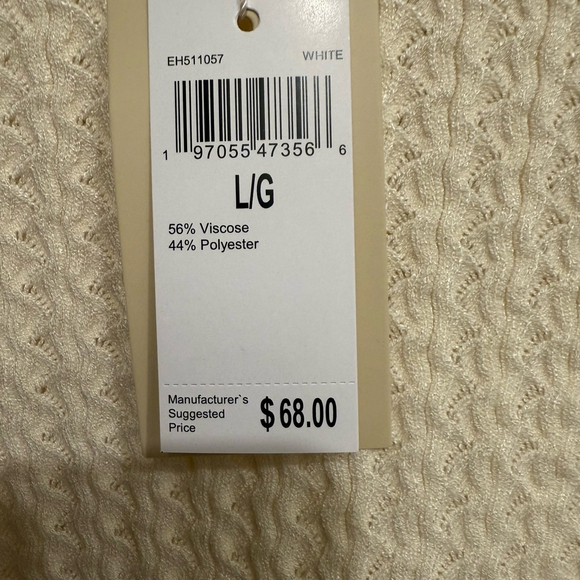 EH511057 WHITE
1 97055 47356 6
L/G
56% Viscose
44% Polyester
Manufacturer`s
Suggested
Price
$68.00